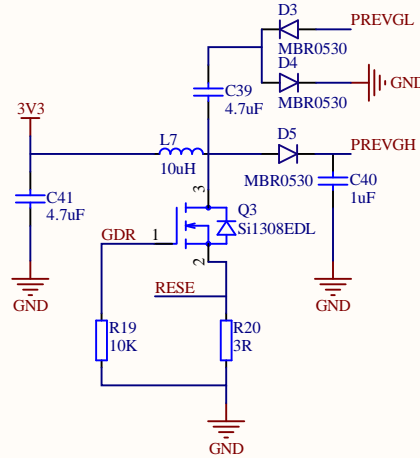 D3
PREVGL
MBR0530
D4
GND
MBR0530
C39
4.7uF
3V3
L7
10uH
D5
PREVGH
MBR0530
C40
1uF
C41
4.7uF
3
Q3
Si1308EDL
GDR
1
2
RESE
GND
GND
R19
10K
R20
3R
GND